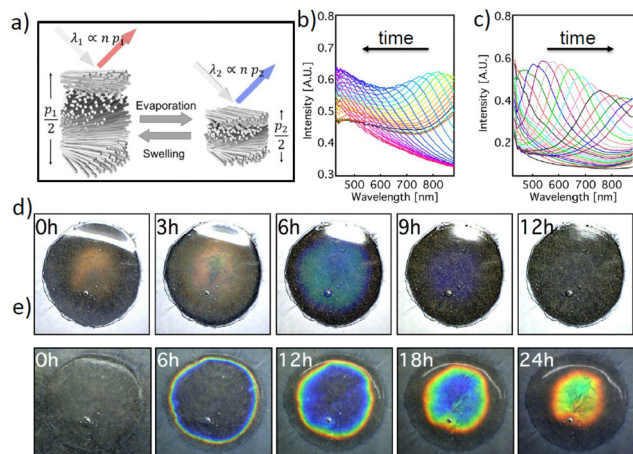 a)
λ₁ ∝ n p₁
λ₂ ∝ n p₂
p₁
2
Evaporation
Swelling
p₂
2
b)
time
0.8
0.7
0.6
0.5
0.4
0.3
Intensity [A.U.]
500 600 700 800
Wavelength [nm]
c)
time
0.8
0.6
0.4
0.2
Intensity [A.U.]
500 600 700 800
Wavelength [nm]
d)
0h
3h
6h
9h
12h
e)
0h
6h
12h
18h
24h